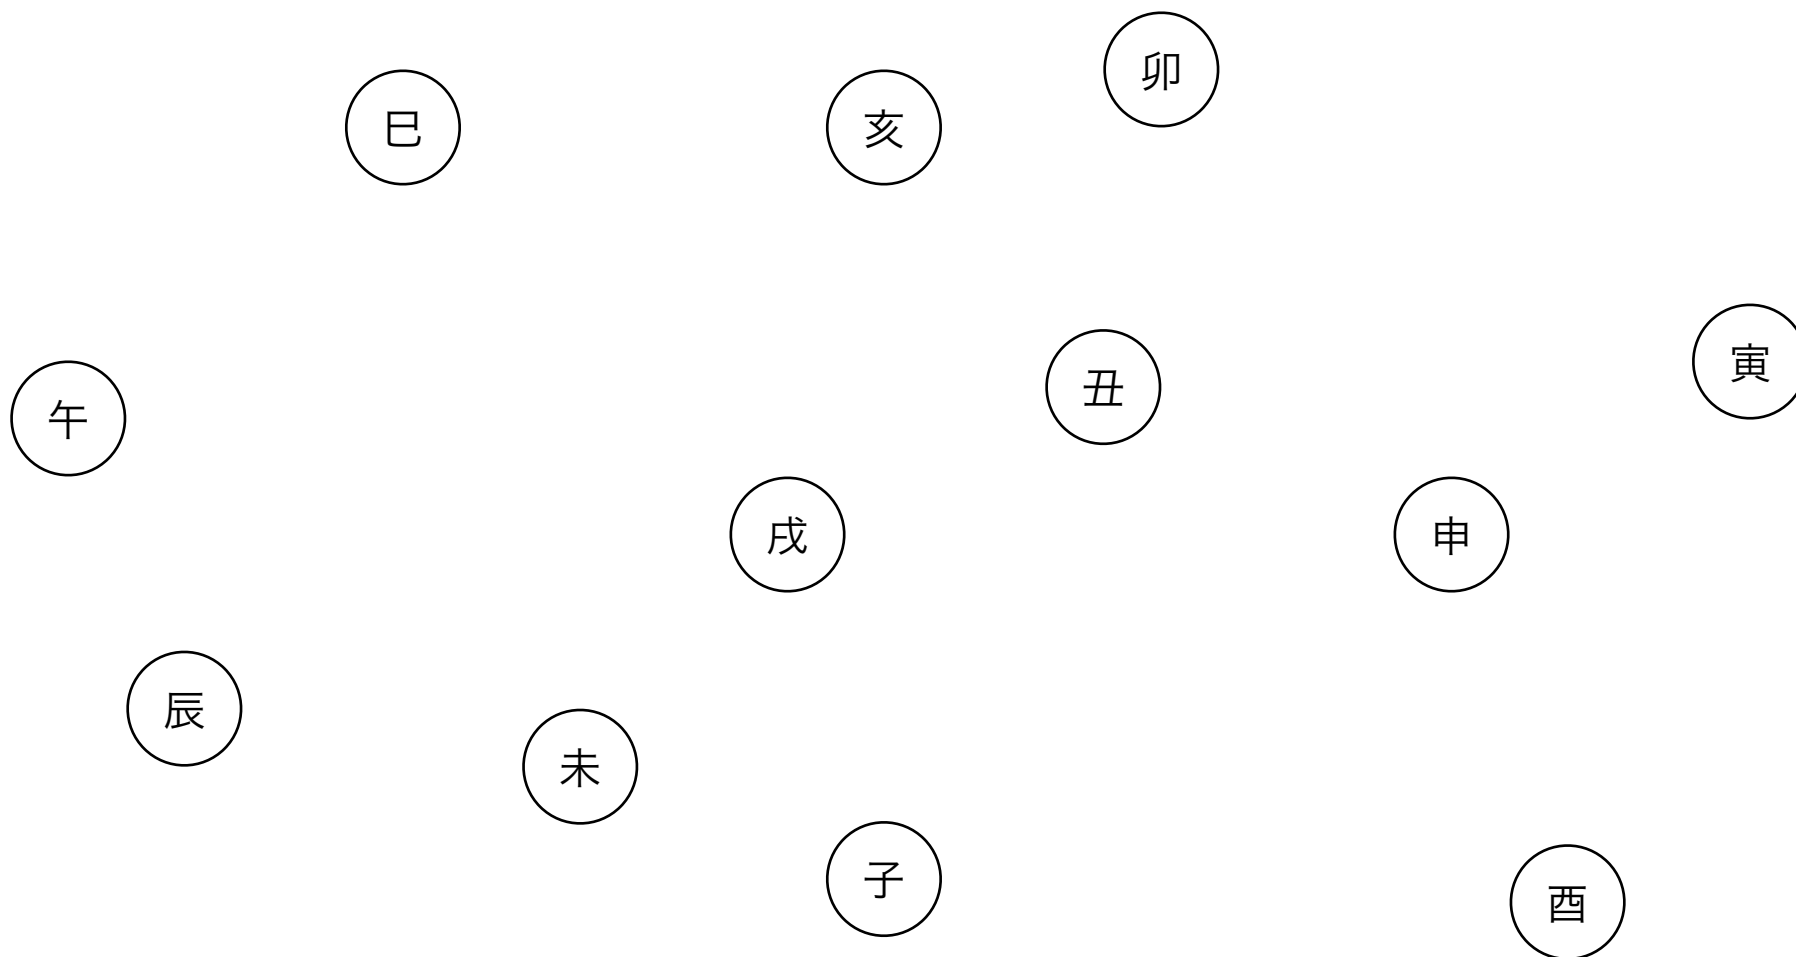 卯
巳
亥
寅
丑
午
戌
申
辰
未
子
酉